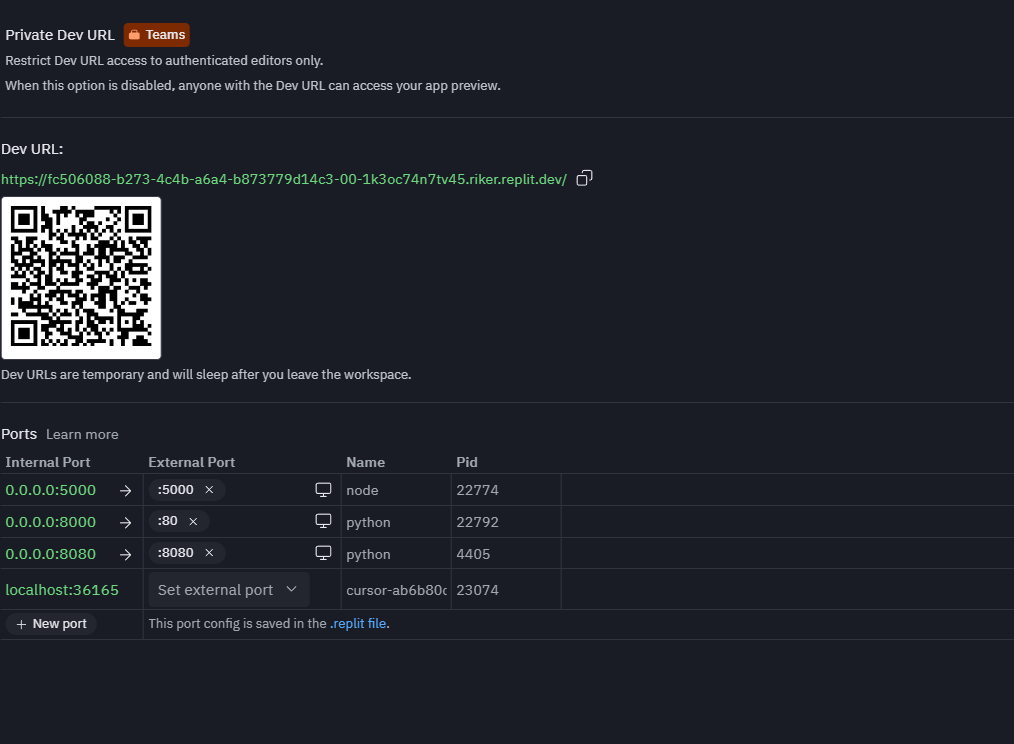 Private Dev URL Teams
Restrict Dev URL access to authenticated editors only.
When this option is disabled, anyone with the Dev URL can access your app preview.
Dev URL:
https://fc506088-b273-4c4b-a6a4-b873779d14c3-00-1k3oc74n7tv45.riker.replit.dev/
Dev URLs are temporary and will sleep after you leave the workspace.
Ports Learn more
Internal Port External Port Name Pid
0.0.0.0:5000 → :5000 × node 22774
0.0.0.0:8000 → :80 × python 22792
0.0.0.0:8080 → :8080 × python 4405
localhost:36165 Set external port cursor-ab6b80c 23074
+ New port This port config is saved in the .replit file.